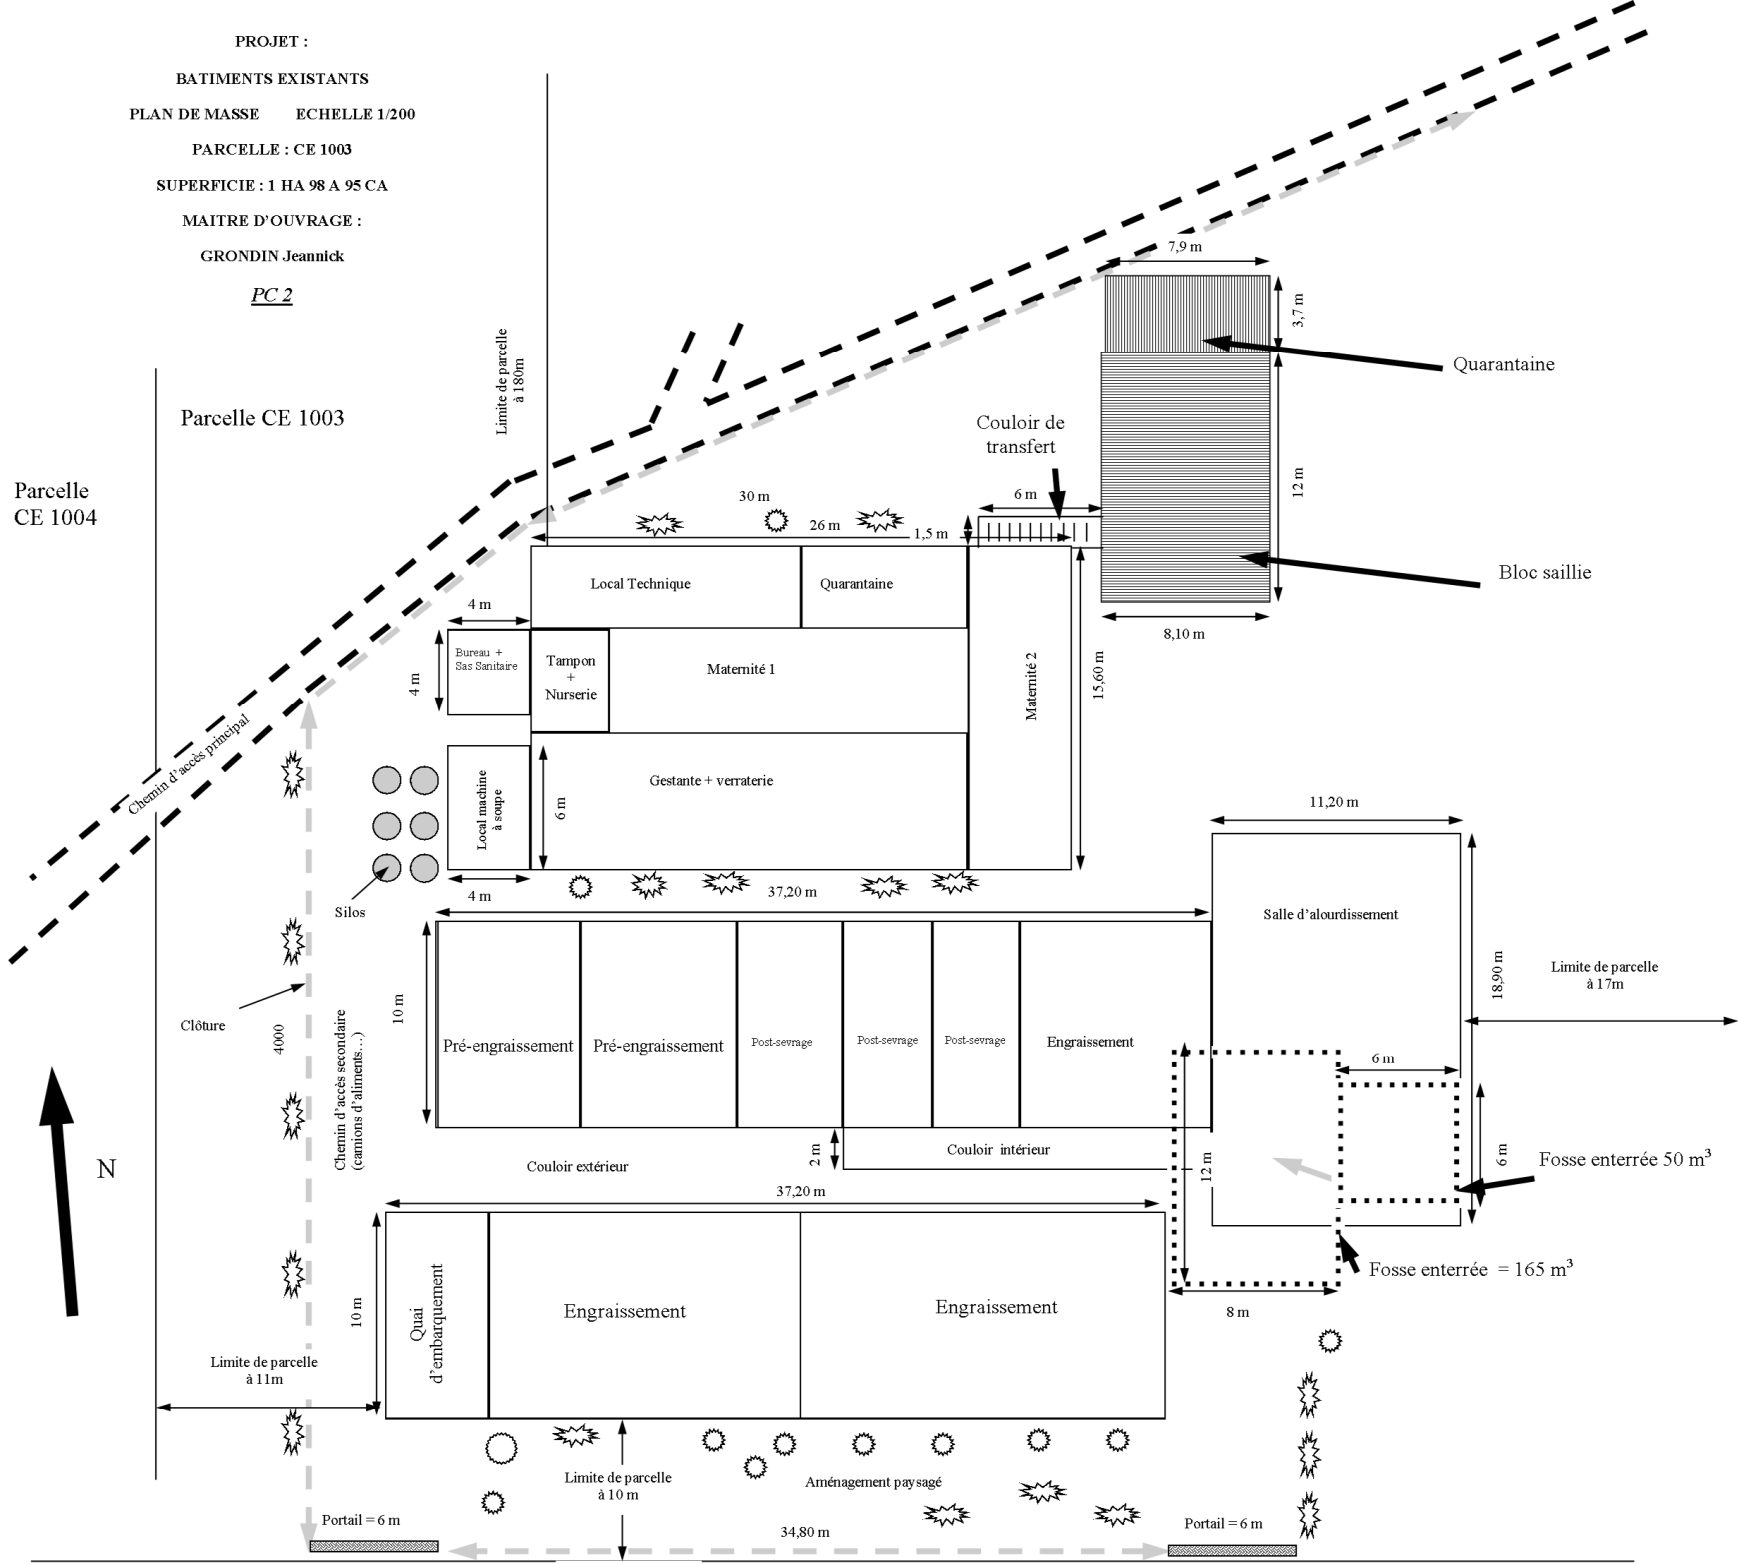 PROJET :
BATIMENTS EXISTANTS
PLAN DE MASSE ECHELLE 1/200
PARCELLE : CE 1003
SUPERFICIE : 1 HA 98 A 95 CA
MAITRE D'OUVRAGE :
GRONDIN Jeannick
PC 2
7,9 m
3,7 m
Quarantaine
Limite de parcelle
à 180m
Parcelle CE 1003
Parcelle
CE 1004
Couloir de
transfert
12 m
30 m
6 m
26 m
1,5 m
Bloc saillie
Local Technique
Quarantaine
4 m
8,10 m
Bureau +
Sas Sanitaire
4 m
Tampon
+
Nurserie
Maternité 1
Maternité 2
15,60 m
Chemin d'accès principal
Gestante + verraterie
Local machine
à soupe
6 m
11,20 m
4 m
37,20 m
Silos
Salle d'alourdissement
Limite de parcelle
à 17m
18,90 m
10 m
Clôture
4000
Chemin d'accès secondaire
(camions d'aliments…)
Pré-engraissement
Pré-engraissement
Post-sevrage
Post-sevrage
Post-sevrage
Engraissement
6 m
N
Couloir extérieur
2 m
Couloir intérieur
12 m
6 m
Fosse enterrée 50 m³
37,20 m
Fosse enterrée = 165 m³
10 m
Quai
d'embarquement
Engraissement
Engraissement
8 m
Limite de parcelle
à 11m
Limite de parcelle
à 10 m
Aménagement paysagé
Portail = 6 m
34,80 m
Portail = 6 m